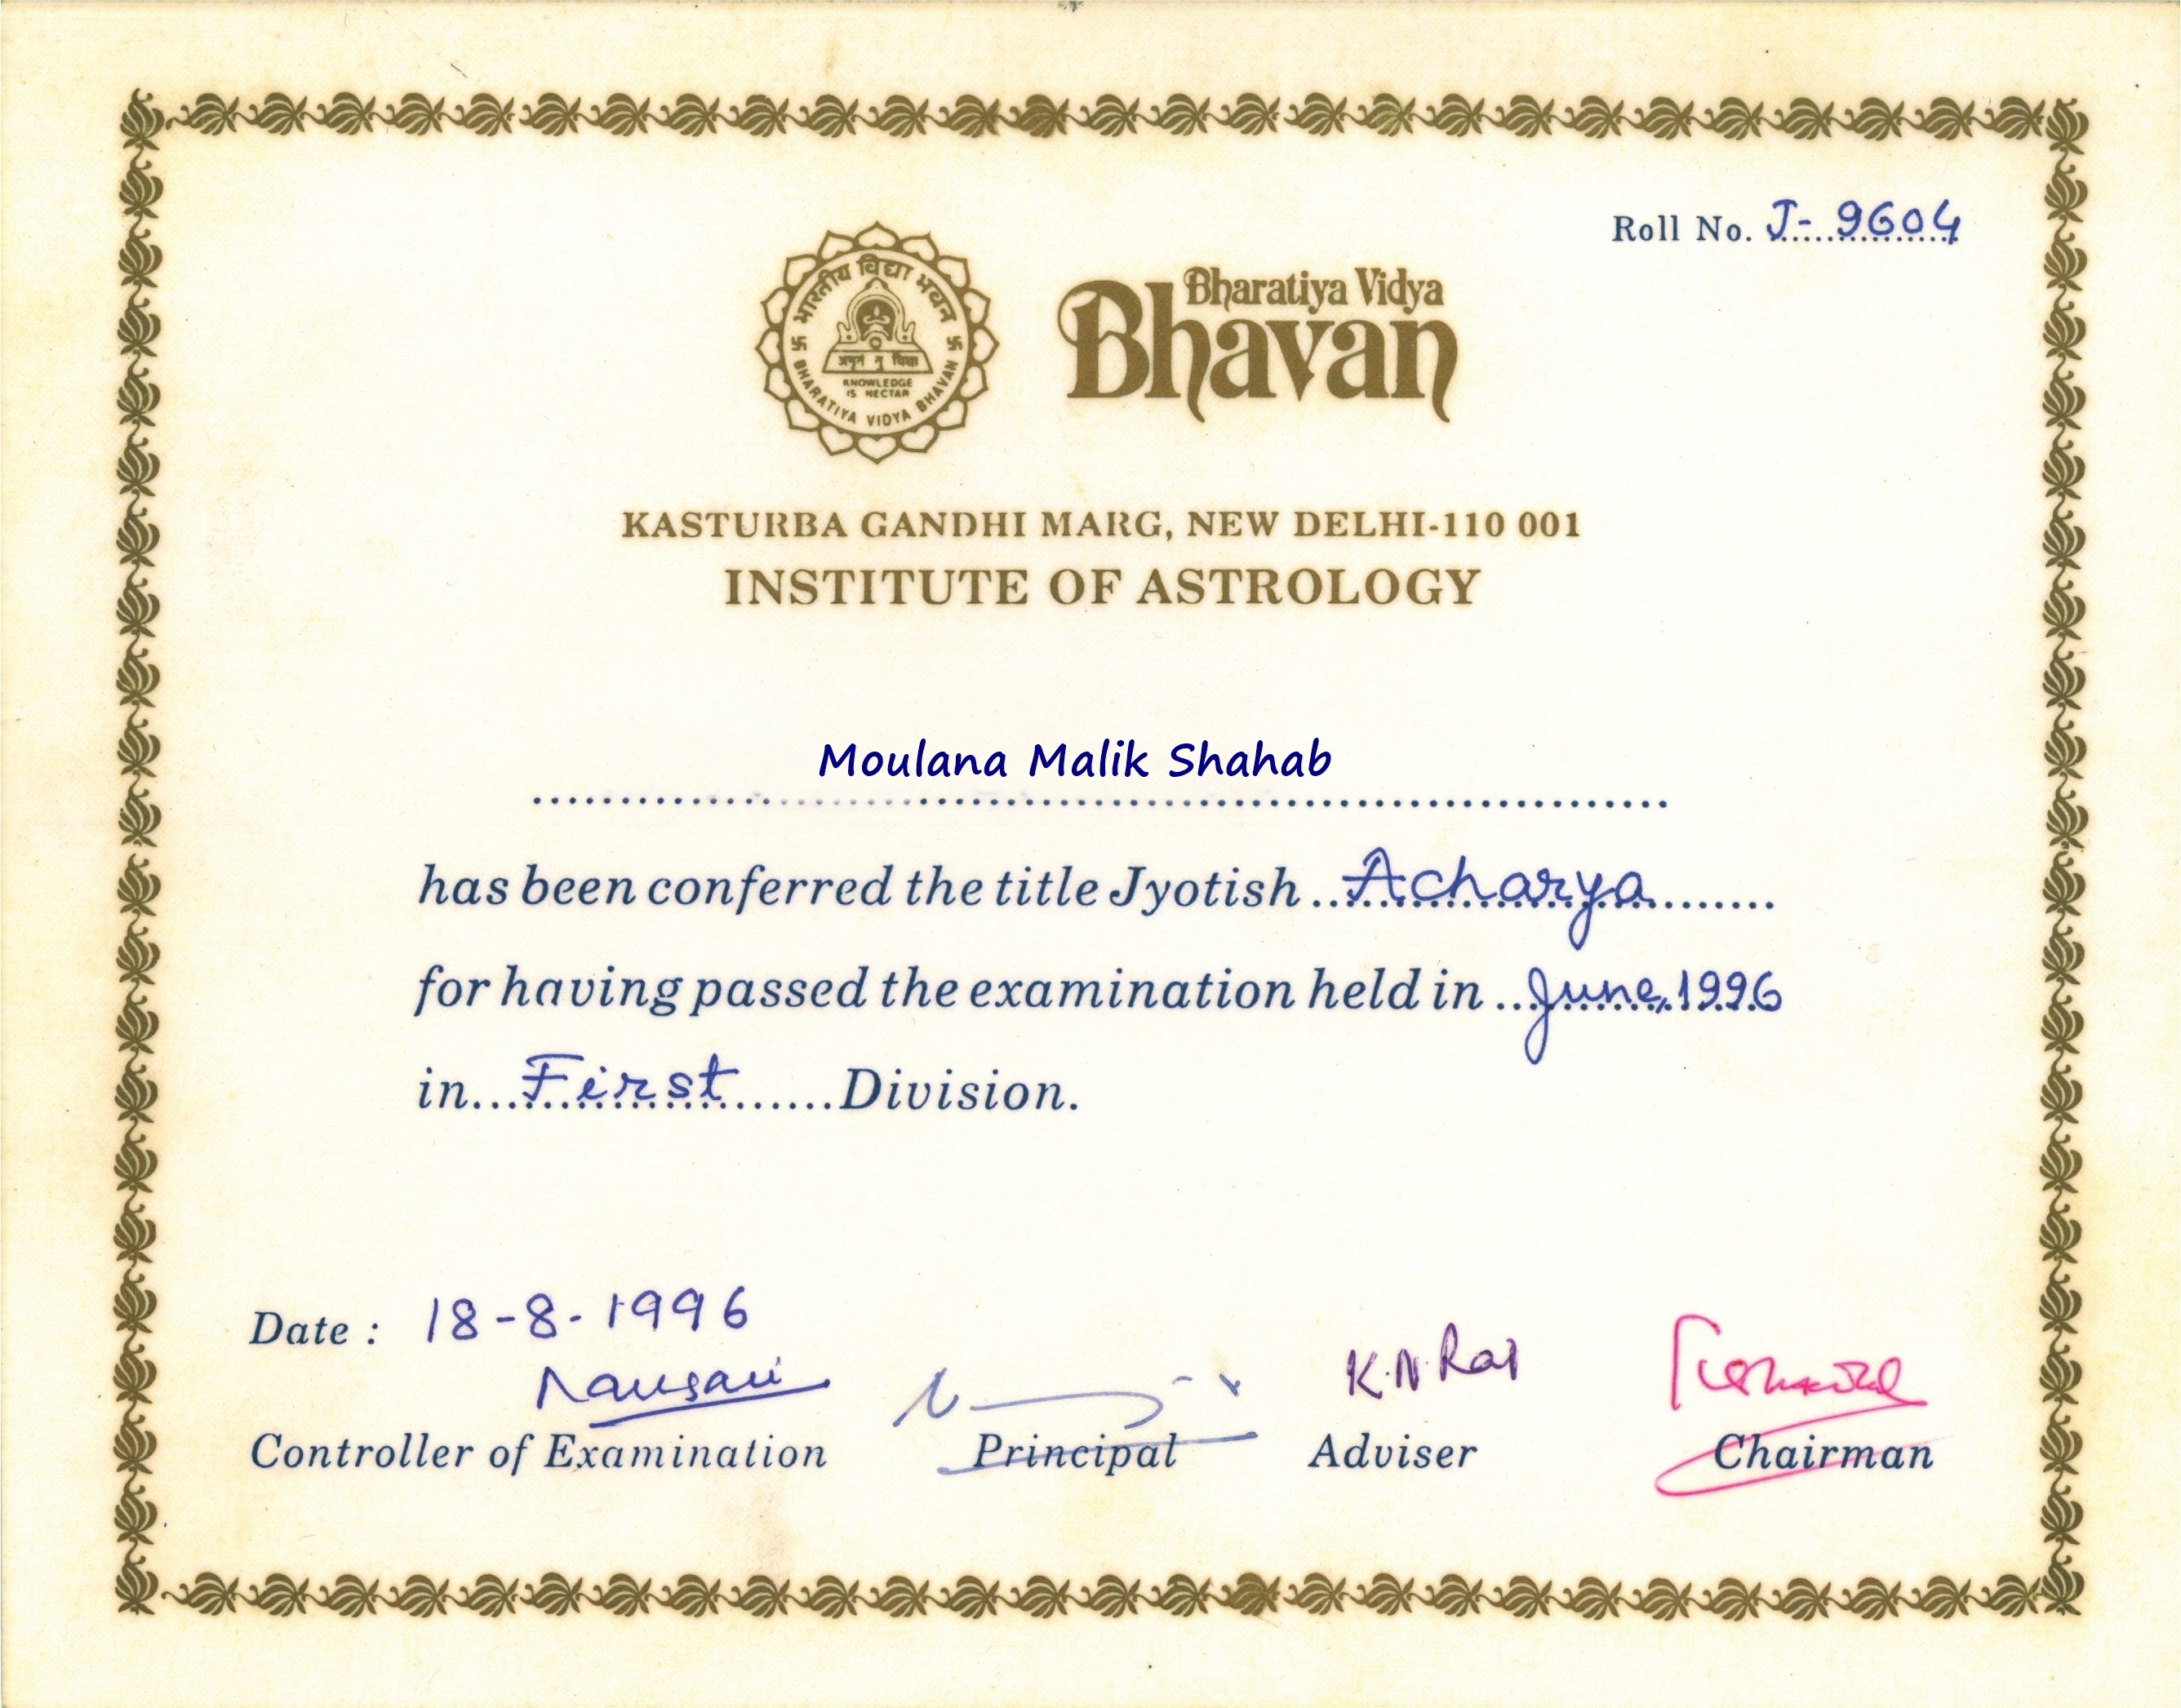 Roll No. J- 9604
भारतीय विद्या भवन
अमृतं तु विद्या
KNOWLEDGE
IS NECTAR
BHARATIYA VIDYA BHAVAN
Bharatiya Vidya
Bhavan
KASTURBA GANDHI MARG, NEW DELHI-110 001
INSTITUTE OF ASTROLOGY
Moulana Malik Shahab
has been conferred the title Jyotish Acharya
for having passed the examination held in June, 1996
in First Division.
Date : 18-8-1996
K.N. Rao
Controller of Examination Principal Adviser Chairman